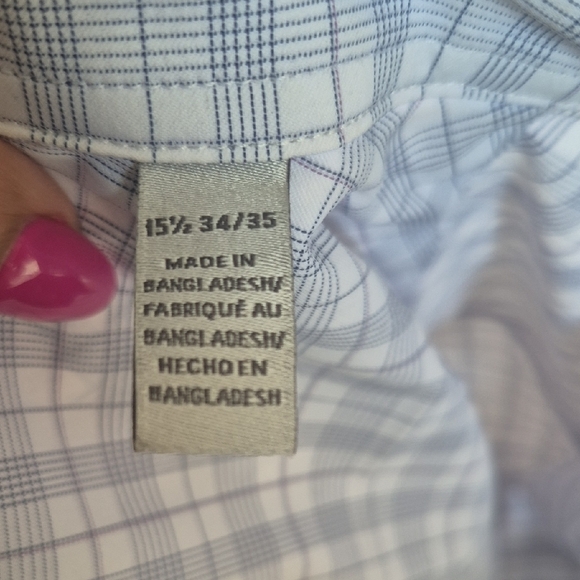 15½ 34/35
MADE IN
BANGLADESH/
FABRIQUÉ AU
BANGLADESH/
HECHO EN
BANGLADESH